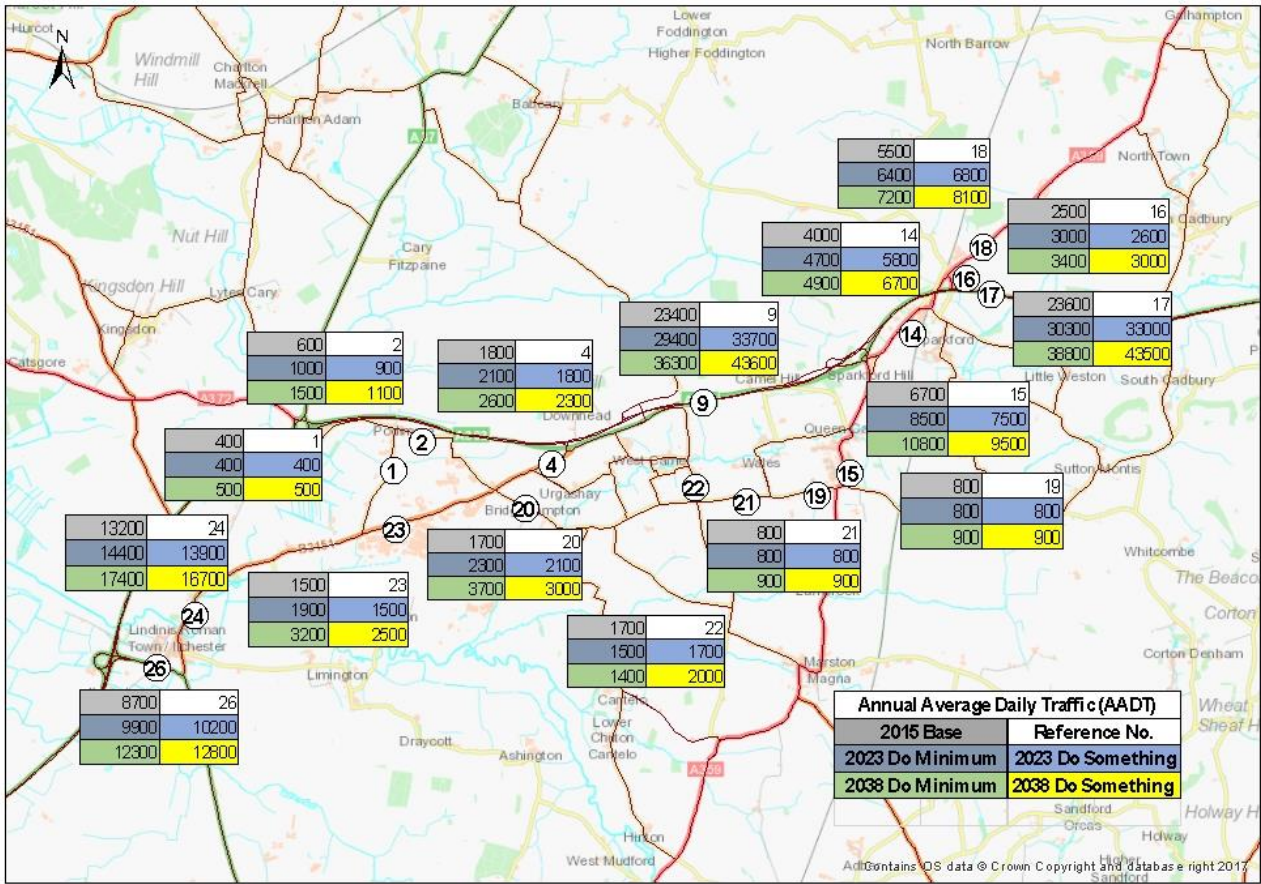 Hurcot
N
Windmill
Hill
Charlton
Mackrell
Charlton Adam
A37
Babcary
Lower
Foddington
Higher Foddington
North Barrow
Galhampton
A359
North Town
Cadbury
5500 18
6400 6800
7200 8100
2500 16
3000 2600
3400 3000
4000 14
4700 5800
4900 6700
18
16
17
14
B3151
Nut Hill
Cary
Fitzpaine
Kingsdon Hill
Lytes Cary
Kingsdon
Catsgore
A372
23400 9
29400 33700
36300 43600
23600 17
30300 33000
38800 43500
600 2
1000 900
1500 1100
1800 4
2100 1800
2600 2300
Downhead
Camel Hill
Sparkford Hill
Little Weston
South Cadbury
9
6700 15
8500 7500
10800 9500
400 1
400 400
500 500
2
1
4
West Camel
Queen
Wales
15
Sutton Montis
Urgashay
22
21
19
20
800 19
800 800
900 900
13200 24
14400 13900
17400 16700
B3151
23
1700 20
2300 2100
3700 3000
800 21
800 800
900 900
Whitcombe
The Beacon
Corton
1500 23
1900 1500
3200 2500
24
Lindinis Roman
Town / Ilchester
26
Limington
1700 22
1500 1700
1400 2000
Marston
Magna
Corton Denham
8700 26
9900 10200
12300 12800
Draycott
Ashington
Lower
Chilton
Cantelo
A359
Annual Average Daily Traffic (AADT)
2015 Base Reference No.
2023 Do Minimum 2023 Do Something
2038 Do Minimum 2038 Do Something
Wheat
Sheaf H
Sandford
Orcas
Holway H
Holway
Hinton
West Mudford
Higher
Sandford
Contains OS data © Crown Copyright and database right 2017